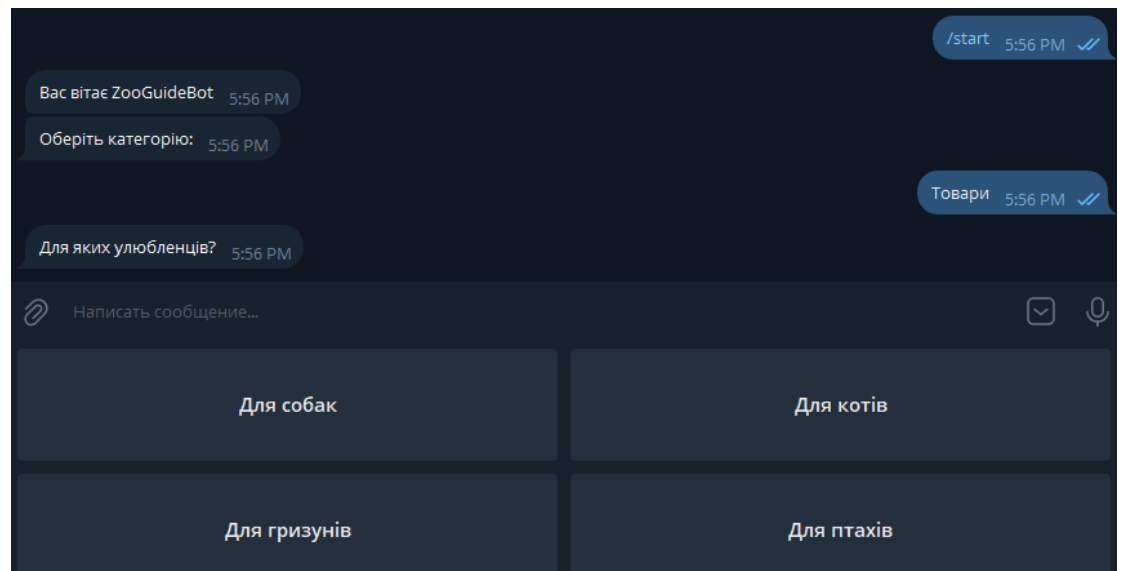 /start 5:56 PM
Вас вітає ZooGuideBot 5:56 PM
Оберіть категорію: 5:56 PM
Товари 5:56 PM
Для яких улюбленців? 5:56 PM
Написать сообщение...
Для собак
Для котів
Для гризунів
Для птахів